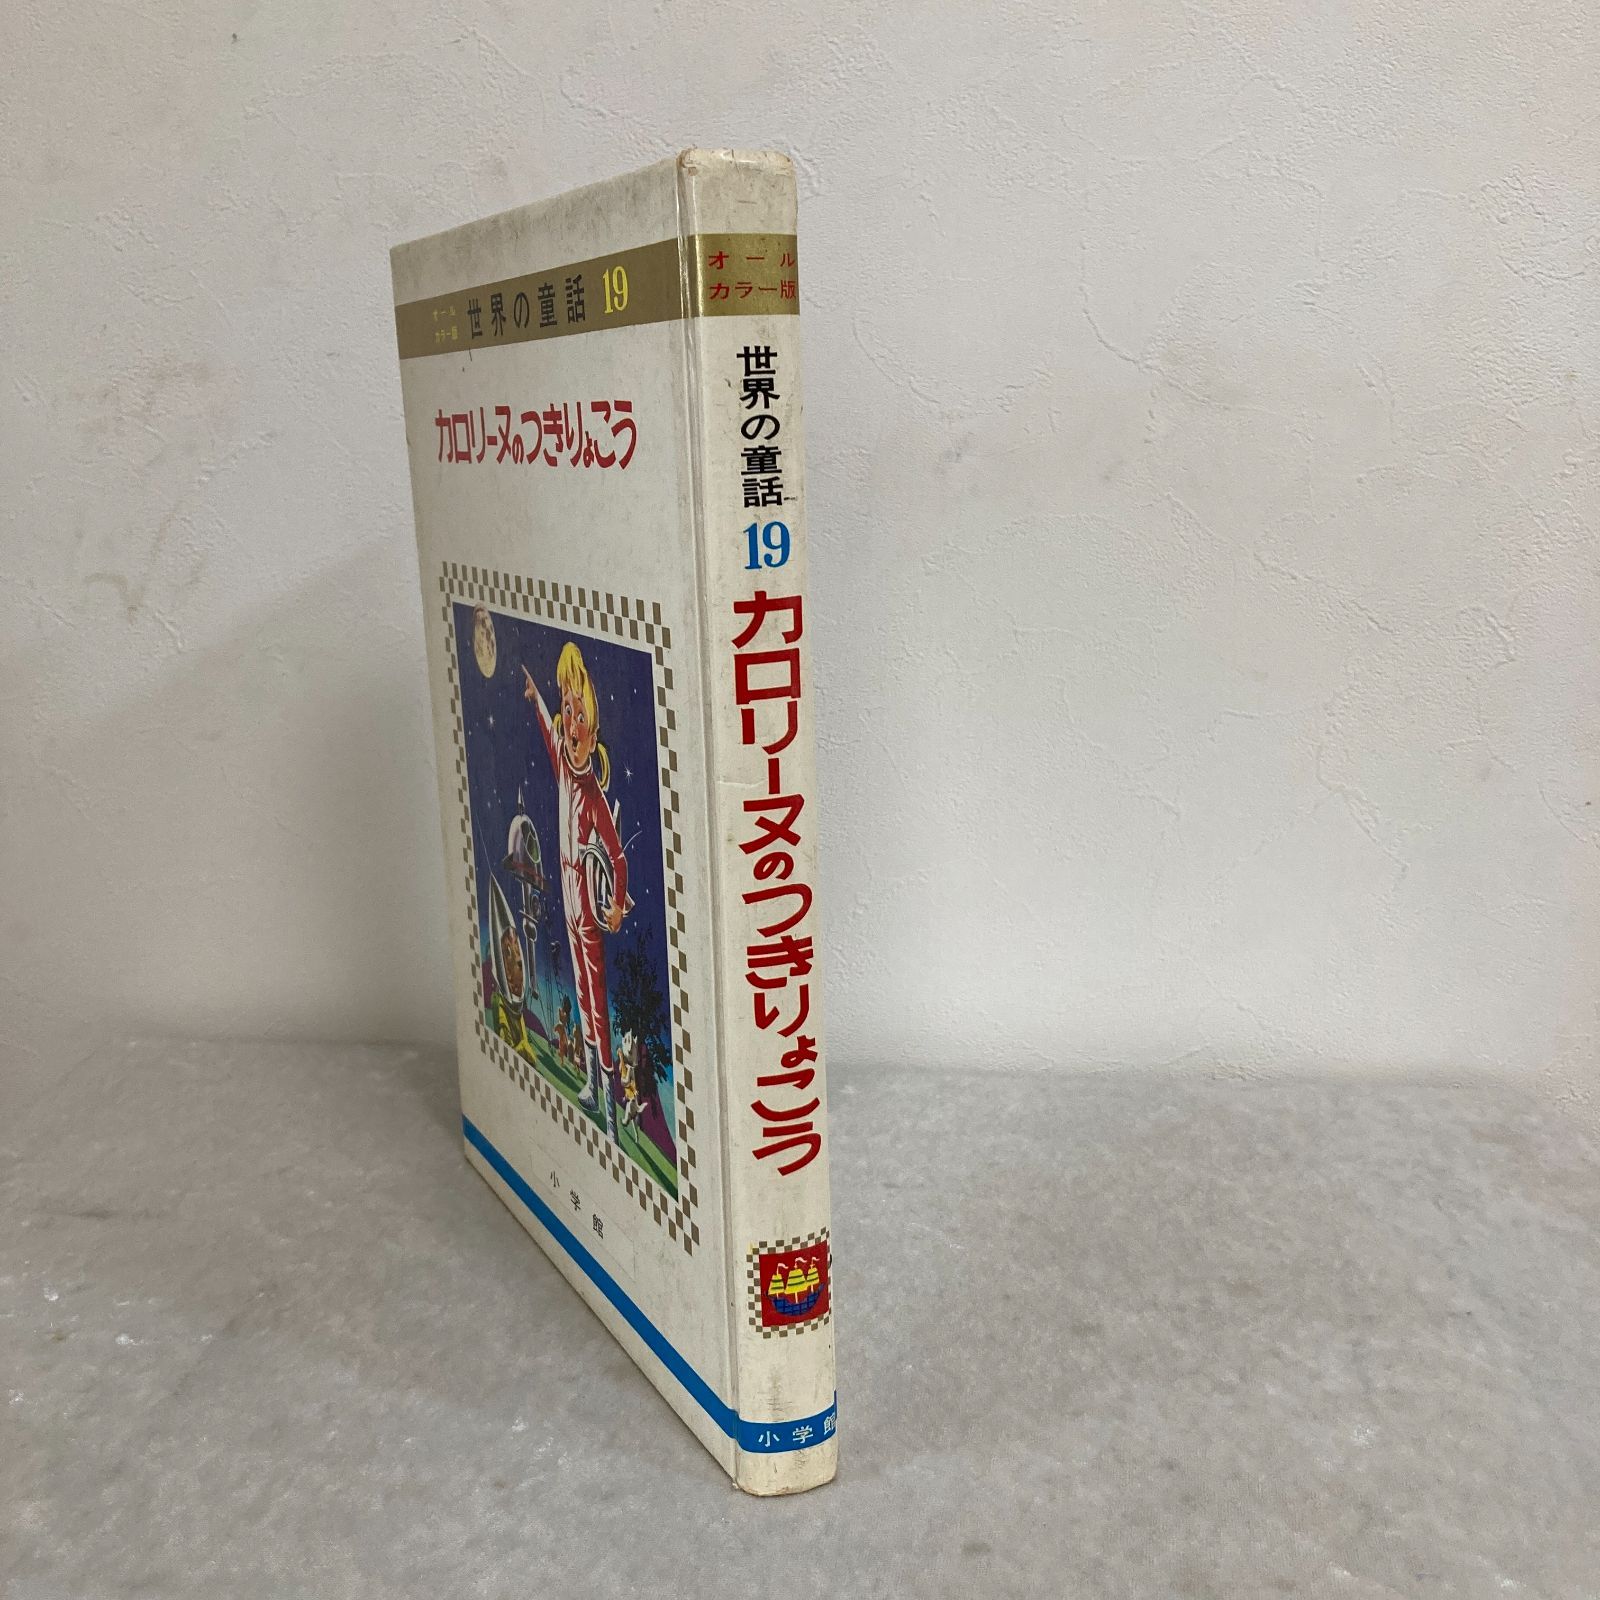 オール
カラー版
世界の童話 19
カロリーヌのつきりょこう
小学館
オール
カラー版
世界の童話
19
カロリーヌのつきりょこう
小学館